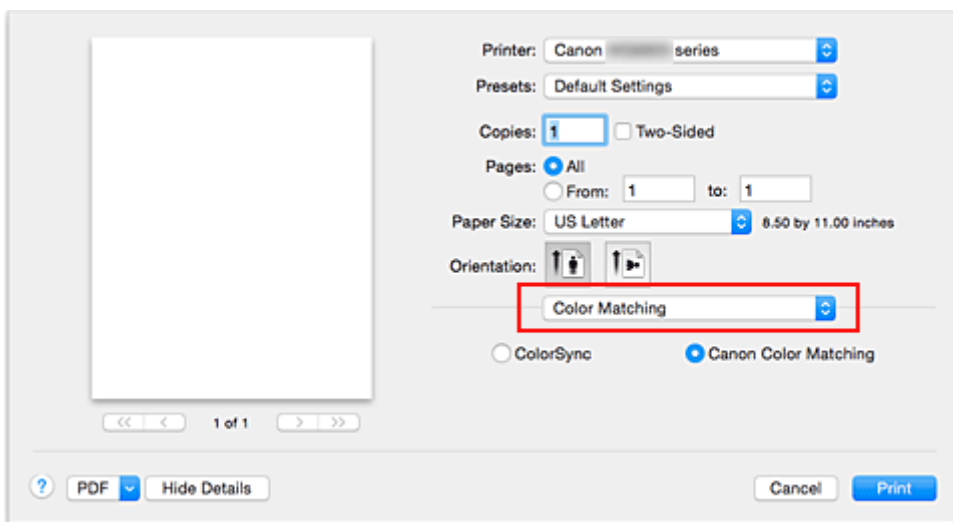 Printer: Canon series
Presets: Default Settings
Copies: 1 Two-Sided
Pages: All
From: 1 to: 1
Paper Size: US Letter 8.50 by 11.00 inches
Orientation:
Color Matching
ColorSync Canon Color Matching
<< < 1 of 1 > >>
? PDF Hide Details Cancel Print